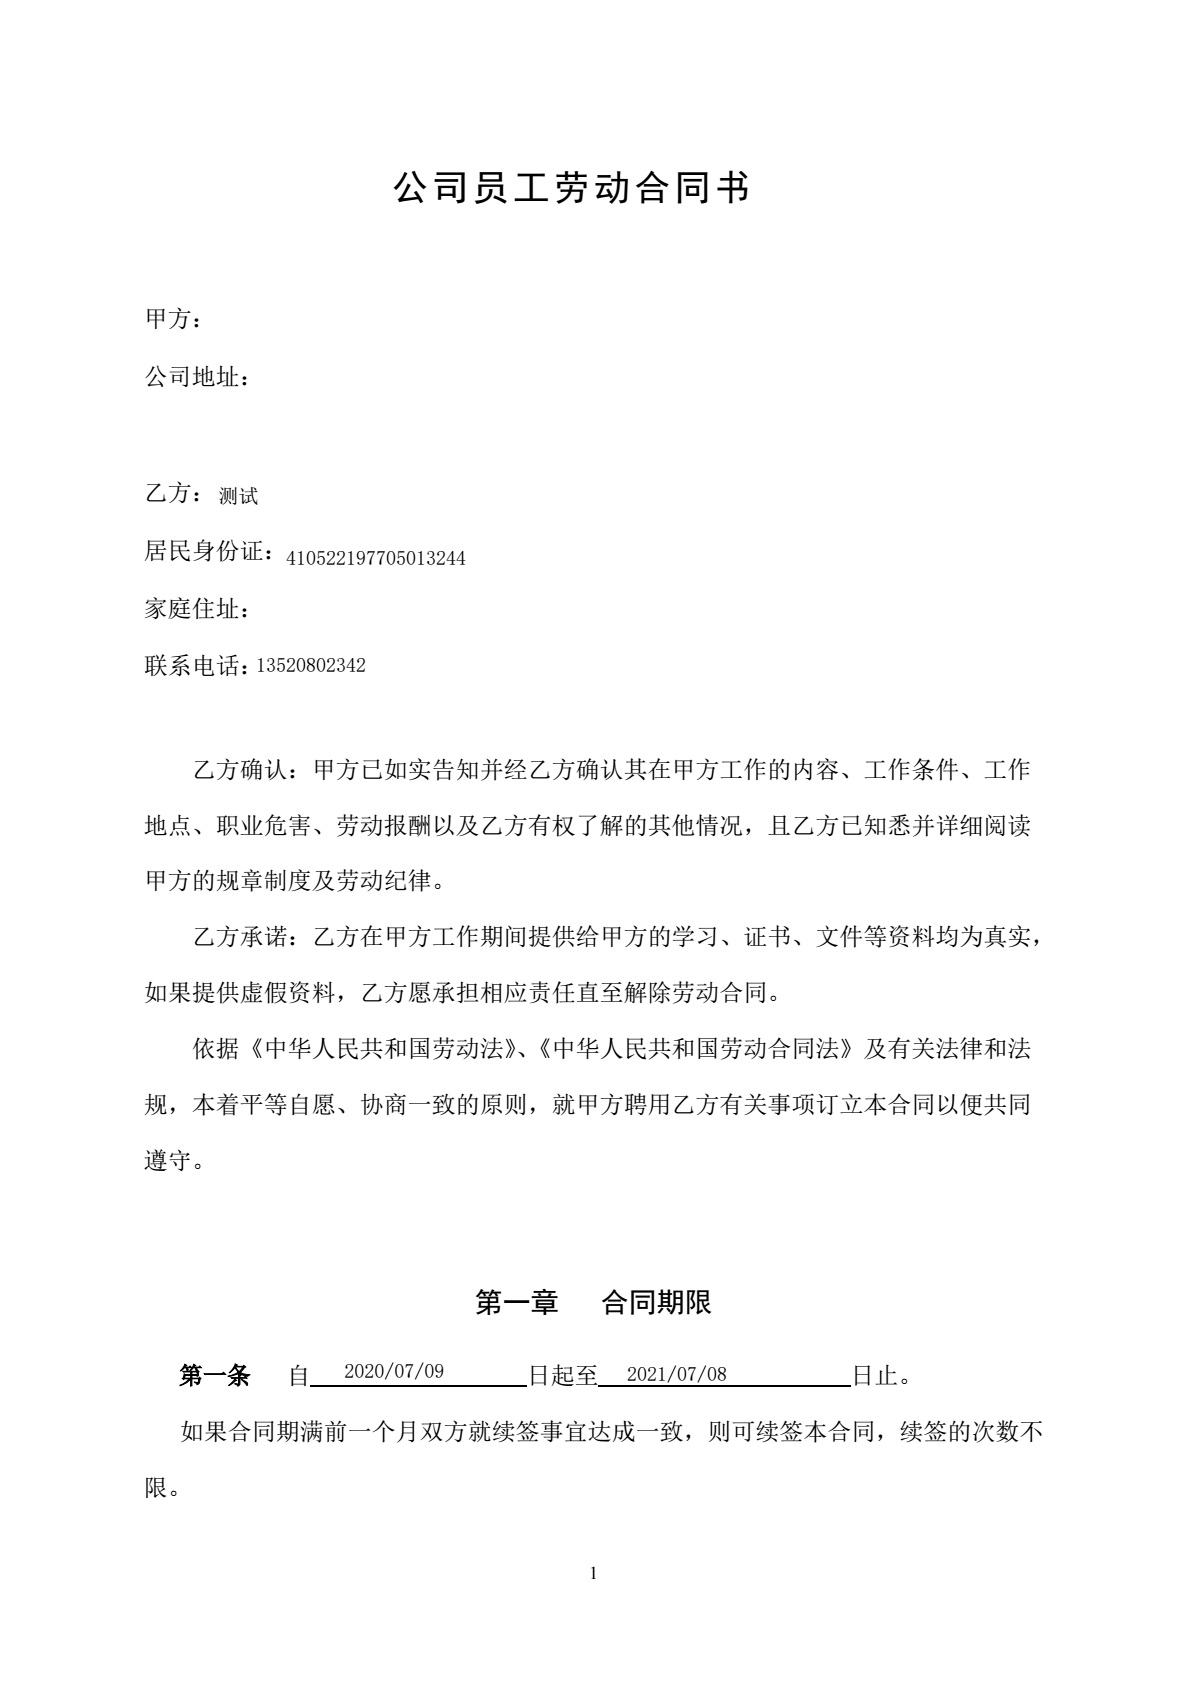 公司员工劳动合同书
甲方：
公司地址：
乙方： 测试
居民身份证：410522197705013244
家庭住址：
联系电话：13520802342
乙方确认：甲方已如实告知并经乙方确认其在甲方工作的内容、工作条件、工作
地点、职业危害、劳动报酬以及乙方有权了解的其他情况，且乙方已知悉并详细阅读
甲方的规章制度及劳动纪律。
乙方承诺：乙方在甲方工作期间提供给甲方的学习、证书、文件等资料均为真实，
如果提供虚假资料，乙方愿承担相应责任直至解除劳动合同。
依据《中华人民共和国劳动法》、《中华人民共和国劳动合同法》及有关法律和法
规，本着平等自愿、协商一致的原则，就甲方聘用乙方有关事项订立本合同以便共同
遵守。
第一章 合同期限
第一条 自 2020/07/09 日起至 2021/07/08 日止。
如果合同期满前一个月双方就续签事宜达成一致，则可续签本合同，续签的次数不
限。
1